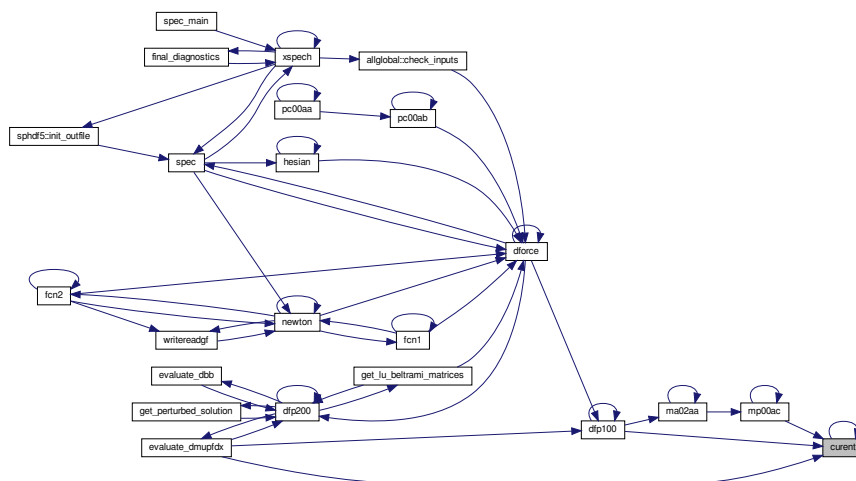 spec_main
final_diagnostics
xspech
allglobal::check_inputs
pc00aa
pc00ab
sphdf5::init_outfile
spec
hesian
dforce
fcn2
newton
writereadgf
fcn1
evaluate_dbb
get_lu_beltrami_matrices
get_perturbed_solution
dfp200
ma02aa
mp00ac
dfp100
evaluate_dmupfdx
curent